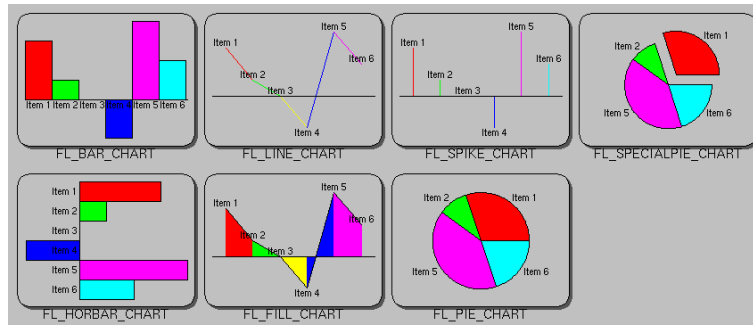 Item 1 Item 2 Item 3 Item 4 Item 5 Item 6
FL_BAR_CHART
Item 1
Item 2
Item 3
Item 4
Item 5
Item 6
FL_LINE_CHART
Item 1
Item 2
Item 3
Item 4
Item 5
Item 6
FL_SPIKE_CHART
Item 1
Item 2
Item 5
Item 6
FL_SPECIALPIE_CHART
Item 1
Item 2
Item 3
Item 4
Item 5
Item 6
FL_HORBAR_CHART
Item 1
Item 2
Item 3
Item 4
Item 5
Item 6
FL_FILL_CHART
Item 1
Item 2
Item 5
Item 6
FL_PIE_CHART